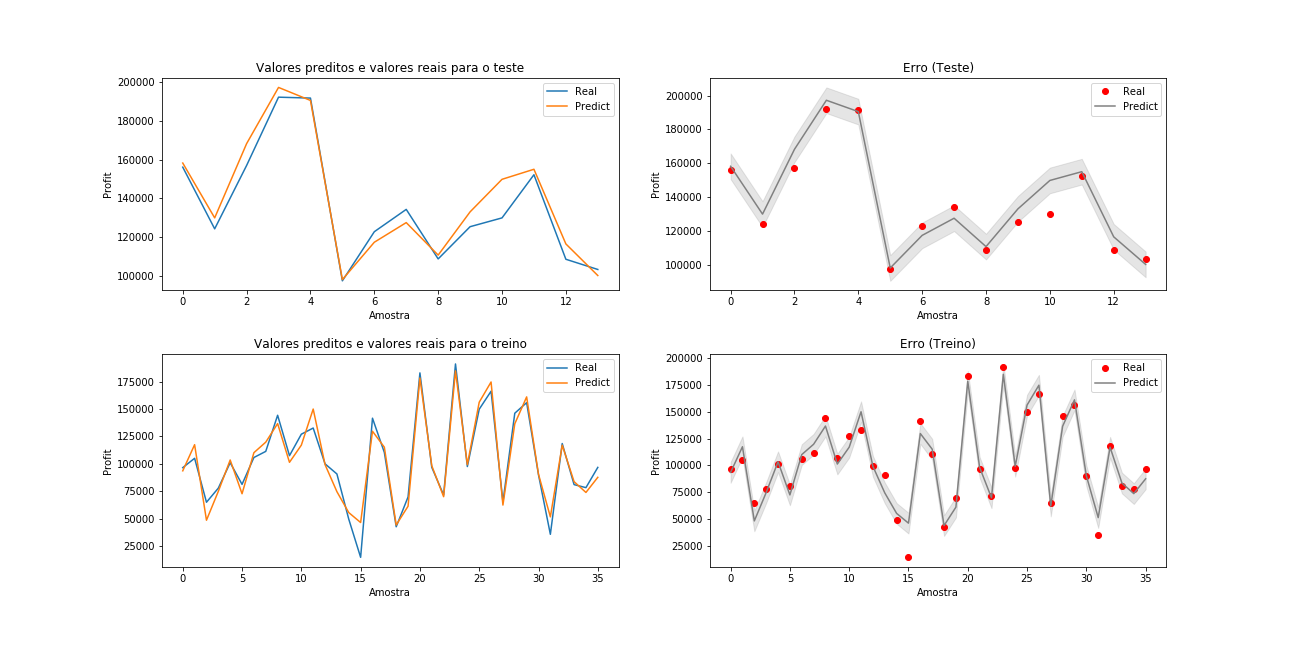 Valores preditos e valores reais para o teste
200000
180000
160000
140000
120000
100000
Profit
0 2 4 6 8 10 12
Amostra
Real
Predict
Erro (Teste)
200000
180000
160000
140000
120000
100000
Profit
0 2 4 6 8 10 12
Amostra
Real
Predict
Valores preditos e valores reais para o treino
175000
150000
125000
100000
75000
50000
25000
Profit
0 5 10 15 20 25 30 35
Amostra
Real
Predict
Erro (Treino)
200000
175000
150000
125000
100000
75000
50000
25000
Profit
0 5 10 15 20 25 30 35
Amostra
Real
Predict